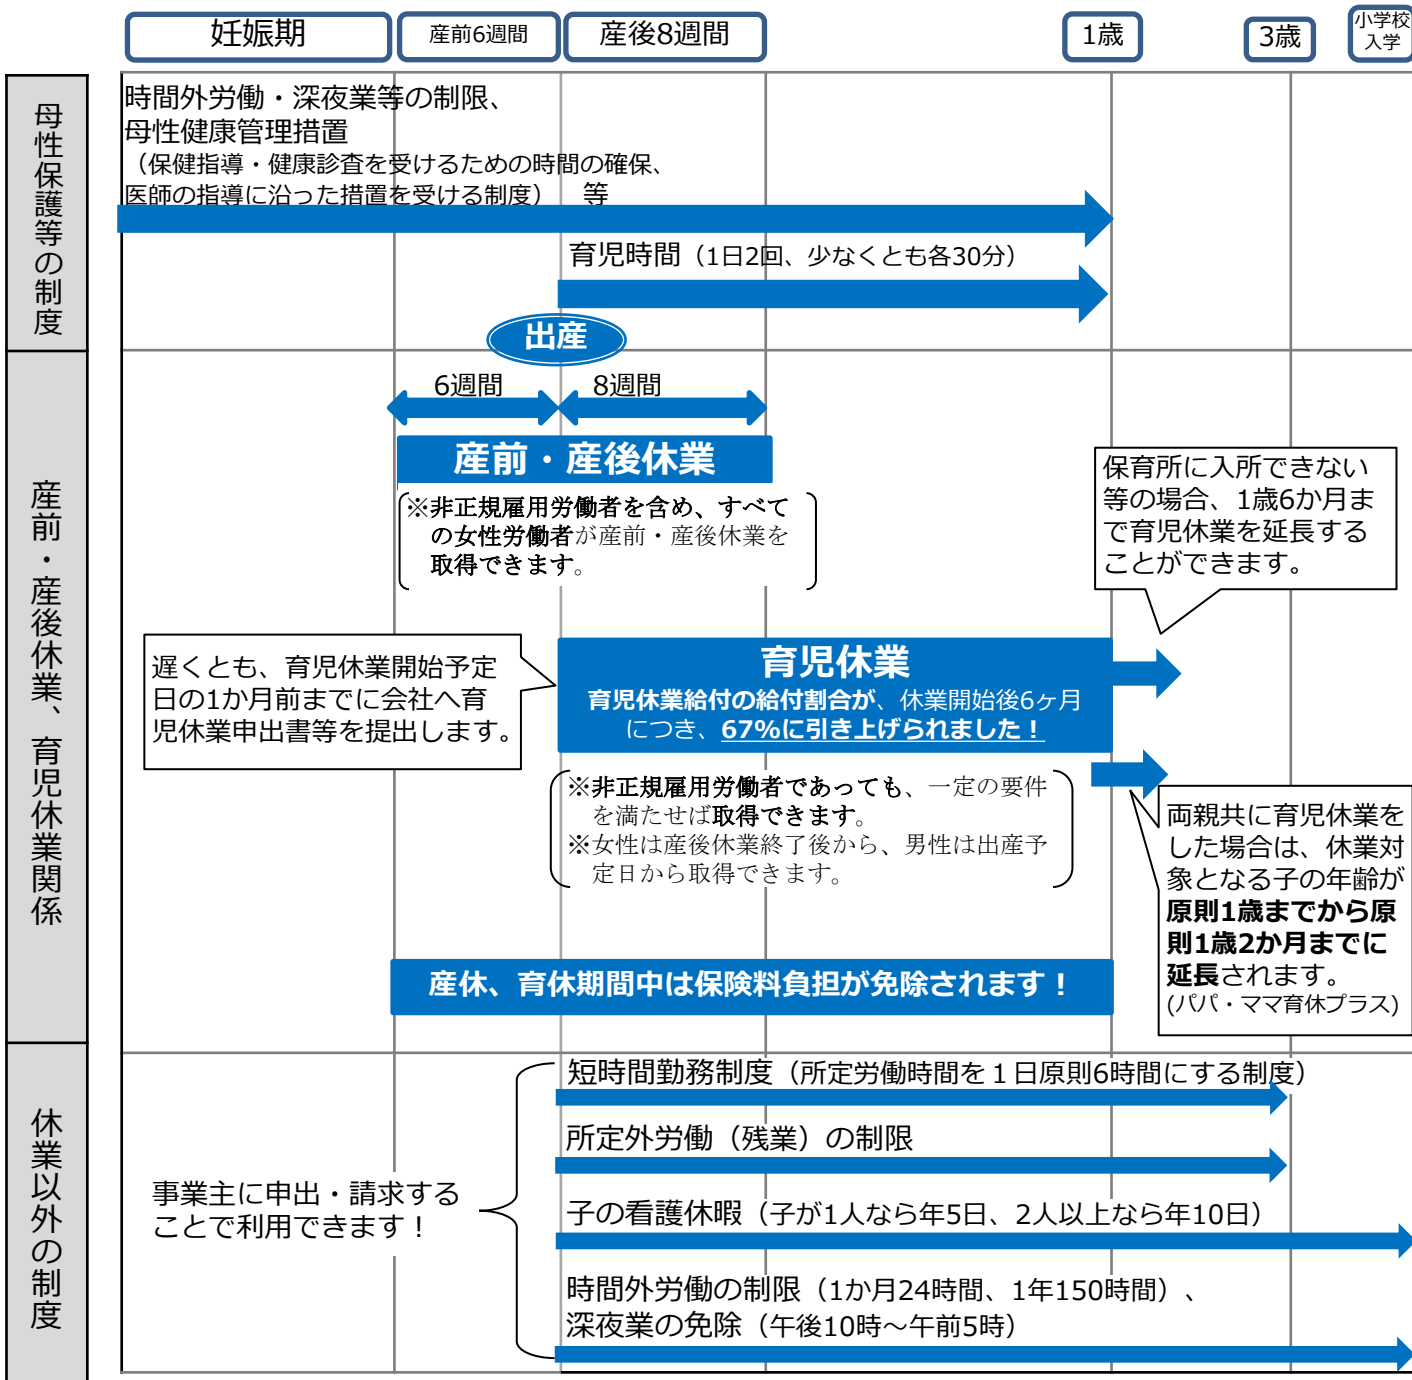 妊娠期
産前6週間
産後8週間
1歳
3歳
小学校
入学
母性保護等の制度
時間外労働・深夜業等の制限、
母性健康管理措置
（保健指導・健康診査を受けるための時間の確保、
医師の指導に沿った措置を受ける制度）　等
育児時間（1日2回、少なくとも各30分）
出産
産前・産後休業、育児休業関係
6週間
8週間
産前・産後休業
※非正規雇用労働者を含め、すべて
の女性労働者が産前・産後休業を
取得できます。
保育所に入所できない
等の場合、1歳6か月ま
で育児休業を延長する
ことができます。
遅くとも、育児休業開始予定
日の1か月前までに会社へ育
児休業申出書等を提出します。
育児休業
育児休業給付の給付割合が、休業開始後6ヶ月
につき、67%に引き上げられました！
※非正規雇用労働者であっても、一定の要件
を満たせば取得できます。
※女性は産後休業終了後から、男性は出産予
定日から取得できます。
両親共に育児休業を
した場合は、休業対
象となる子の年齢が
原則1歳までから原
則1歳2か月までに
延長されます。
(パパ・ママ育休プラス)
産休、育休期間中は保険料負担が免除されます！
休業以外の制度
事業主に申出・請求する
ことで利用できます！
短時間勤務制度（所定労働時間を１日原則6時間にする制度）
所定外労働（残業）の制限
子の看護休暇（子が1人なら年5日、2人以上なら年10日）
時間外労働の制限（1か月24時間、1年150時間）、
深夜業の免除（午後10時～午前5時）